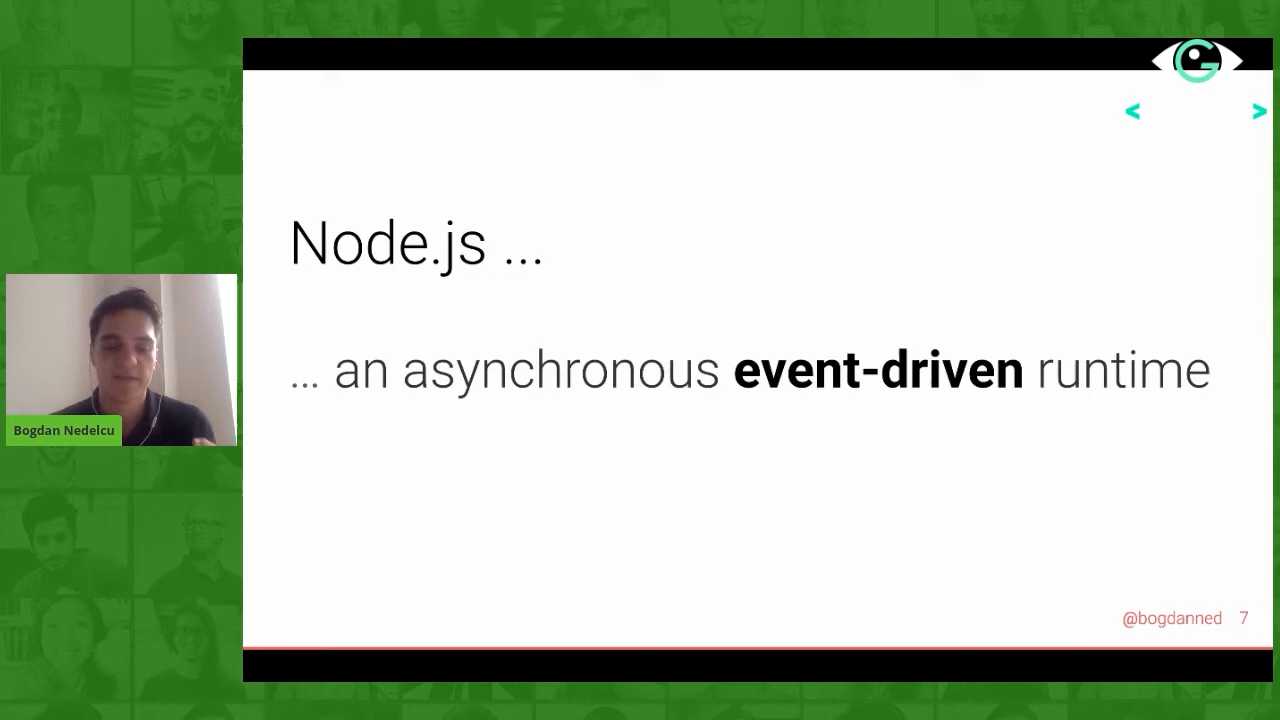 Node.js ...
... an asynchronous event-driven runtime
Bogdan Nedelcu
@bogdanned 7